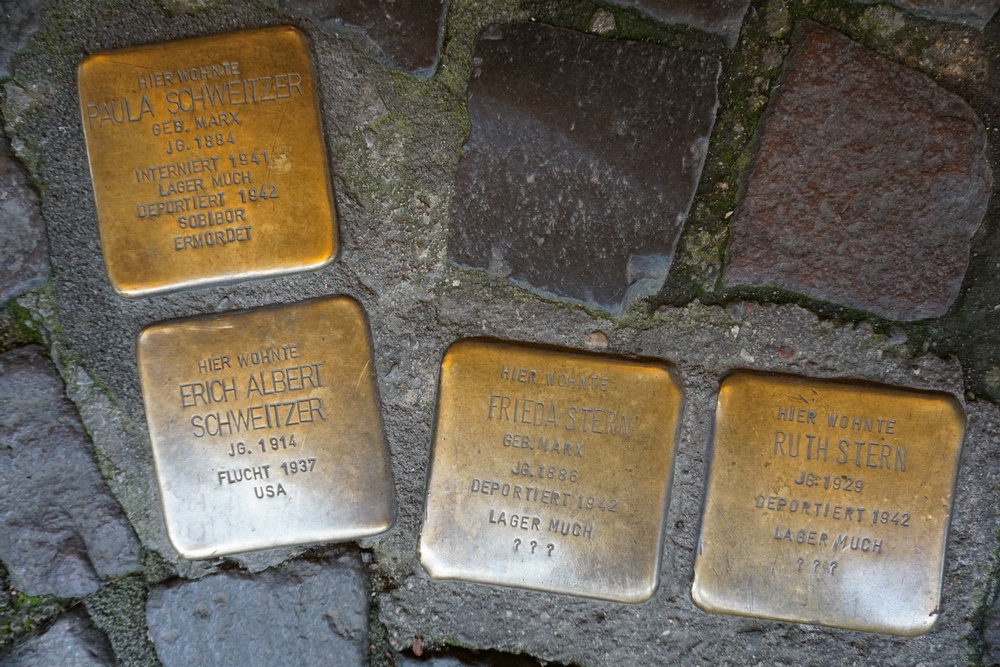 HIER WOHNTE
PAULA SCHWEITZER
GEB. MARX
JG. 1884
INTERNIERT 1941
LAGER MUCH
DEPORTIERT 1942
SOBIBOR
ERMORDET
HIER WOHNTE
ERICH ALBERT
SCHWEITZER
JG. 1914
FLUCHT 1937
USA
HIER WOHNTE
FRIEDA STERN
GEB. MARX
JG. 1886
DEPORTIERT 1942
LAGER MUCH
???
HIER WOHNTE
RUTH STERN
JG. 1929
DEPORTIERT 1942
LAGER MUCH
???